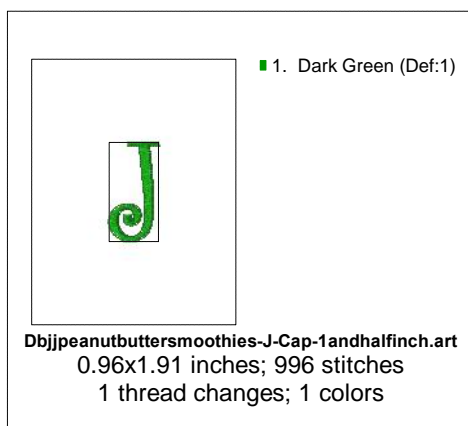 1. Dark Green (Def:1)
J
Dbjjpeanutbuttersmoothies-J-Cap-1andhalfinch.art
0.96x1.91 inches; 996 stitches
1 thread changes; 1 colors